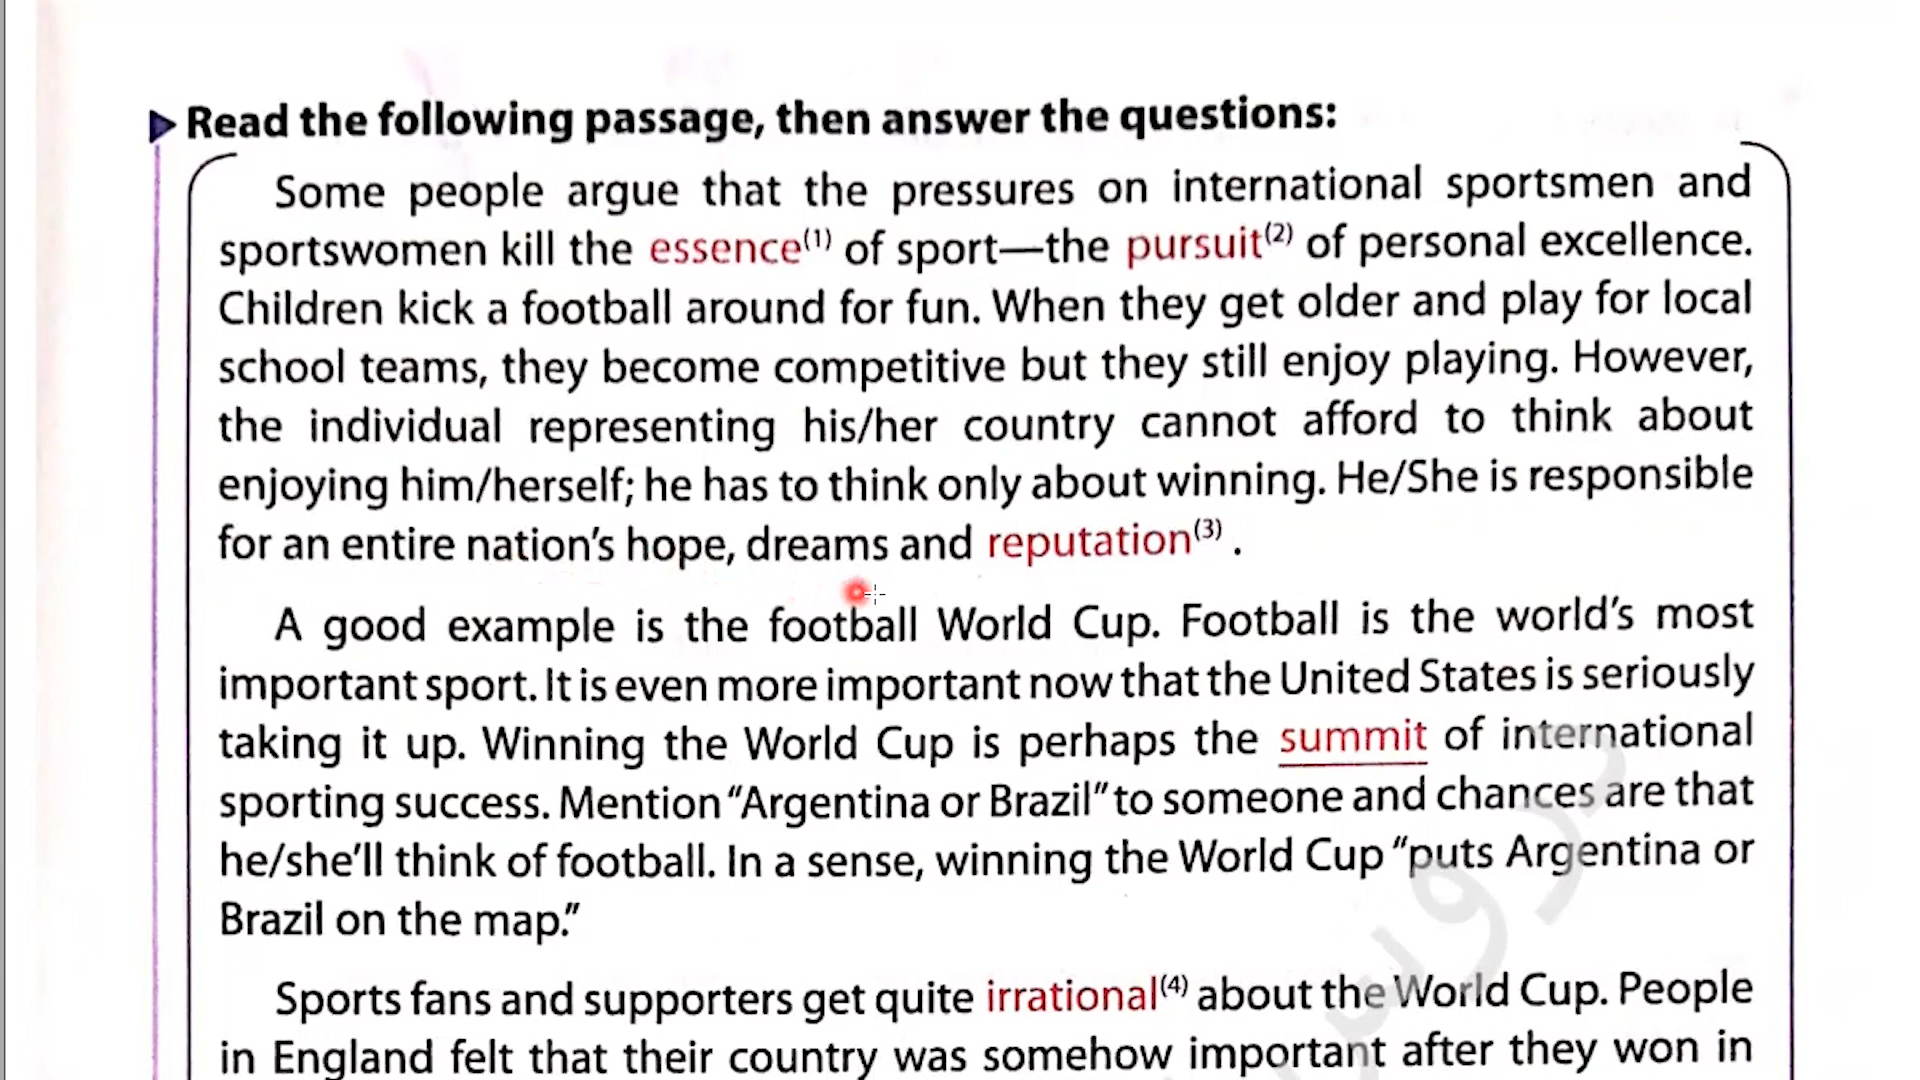 Read the following passage, then answer the questions:
Some people argue that the pressures on international sportsmen and
sportswomen kill the essence(1) of sport—the pursuit(2) of personal excellence.
Children kick a football around for fun. When they get older and play for local
school teams, they become competitive but they still enjoy playing. However,
the individual representing his/her country cannot afford to think about
enjoying him/herself; he has to think only about winning. He/She is responsible
for an entire nation's hope, dreams and reputation(3) .
A good example is the football World Cup. Football is the world's most
important sport. It is even more important now that the United States is seriously
taking it up. Winning the World Cup is perhaps the summit of international
sporting success. Mention “Argentina or Brazil” to someone and chances are that
he/she'll think of football. In a sense, winning the World Cup “puts Argentina or
Brazil on the map.”
Sports fans and supporters get quite irrational(4) about the World Cup. People
in England felt that their country was somehow important after they won in